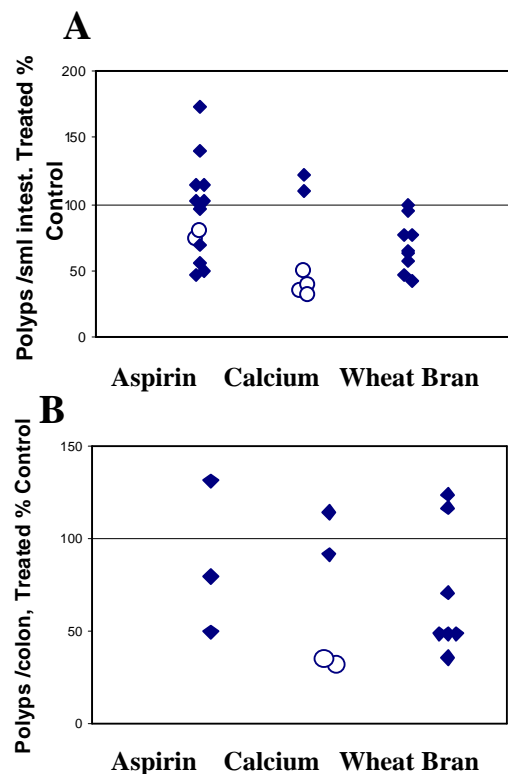 A
Polyps /sml intest. Treated %
Control
200
150
100
50
0
Aspirin Calcium Wheat Bran
B
Polyps /colon, Treated % Control
150
100
50
0
Aspirin Calcium Wheat Bran